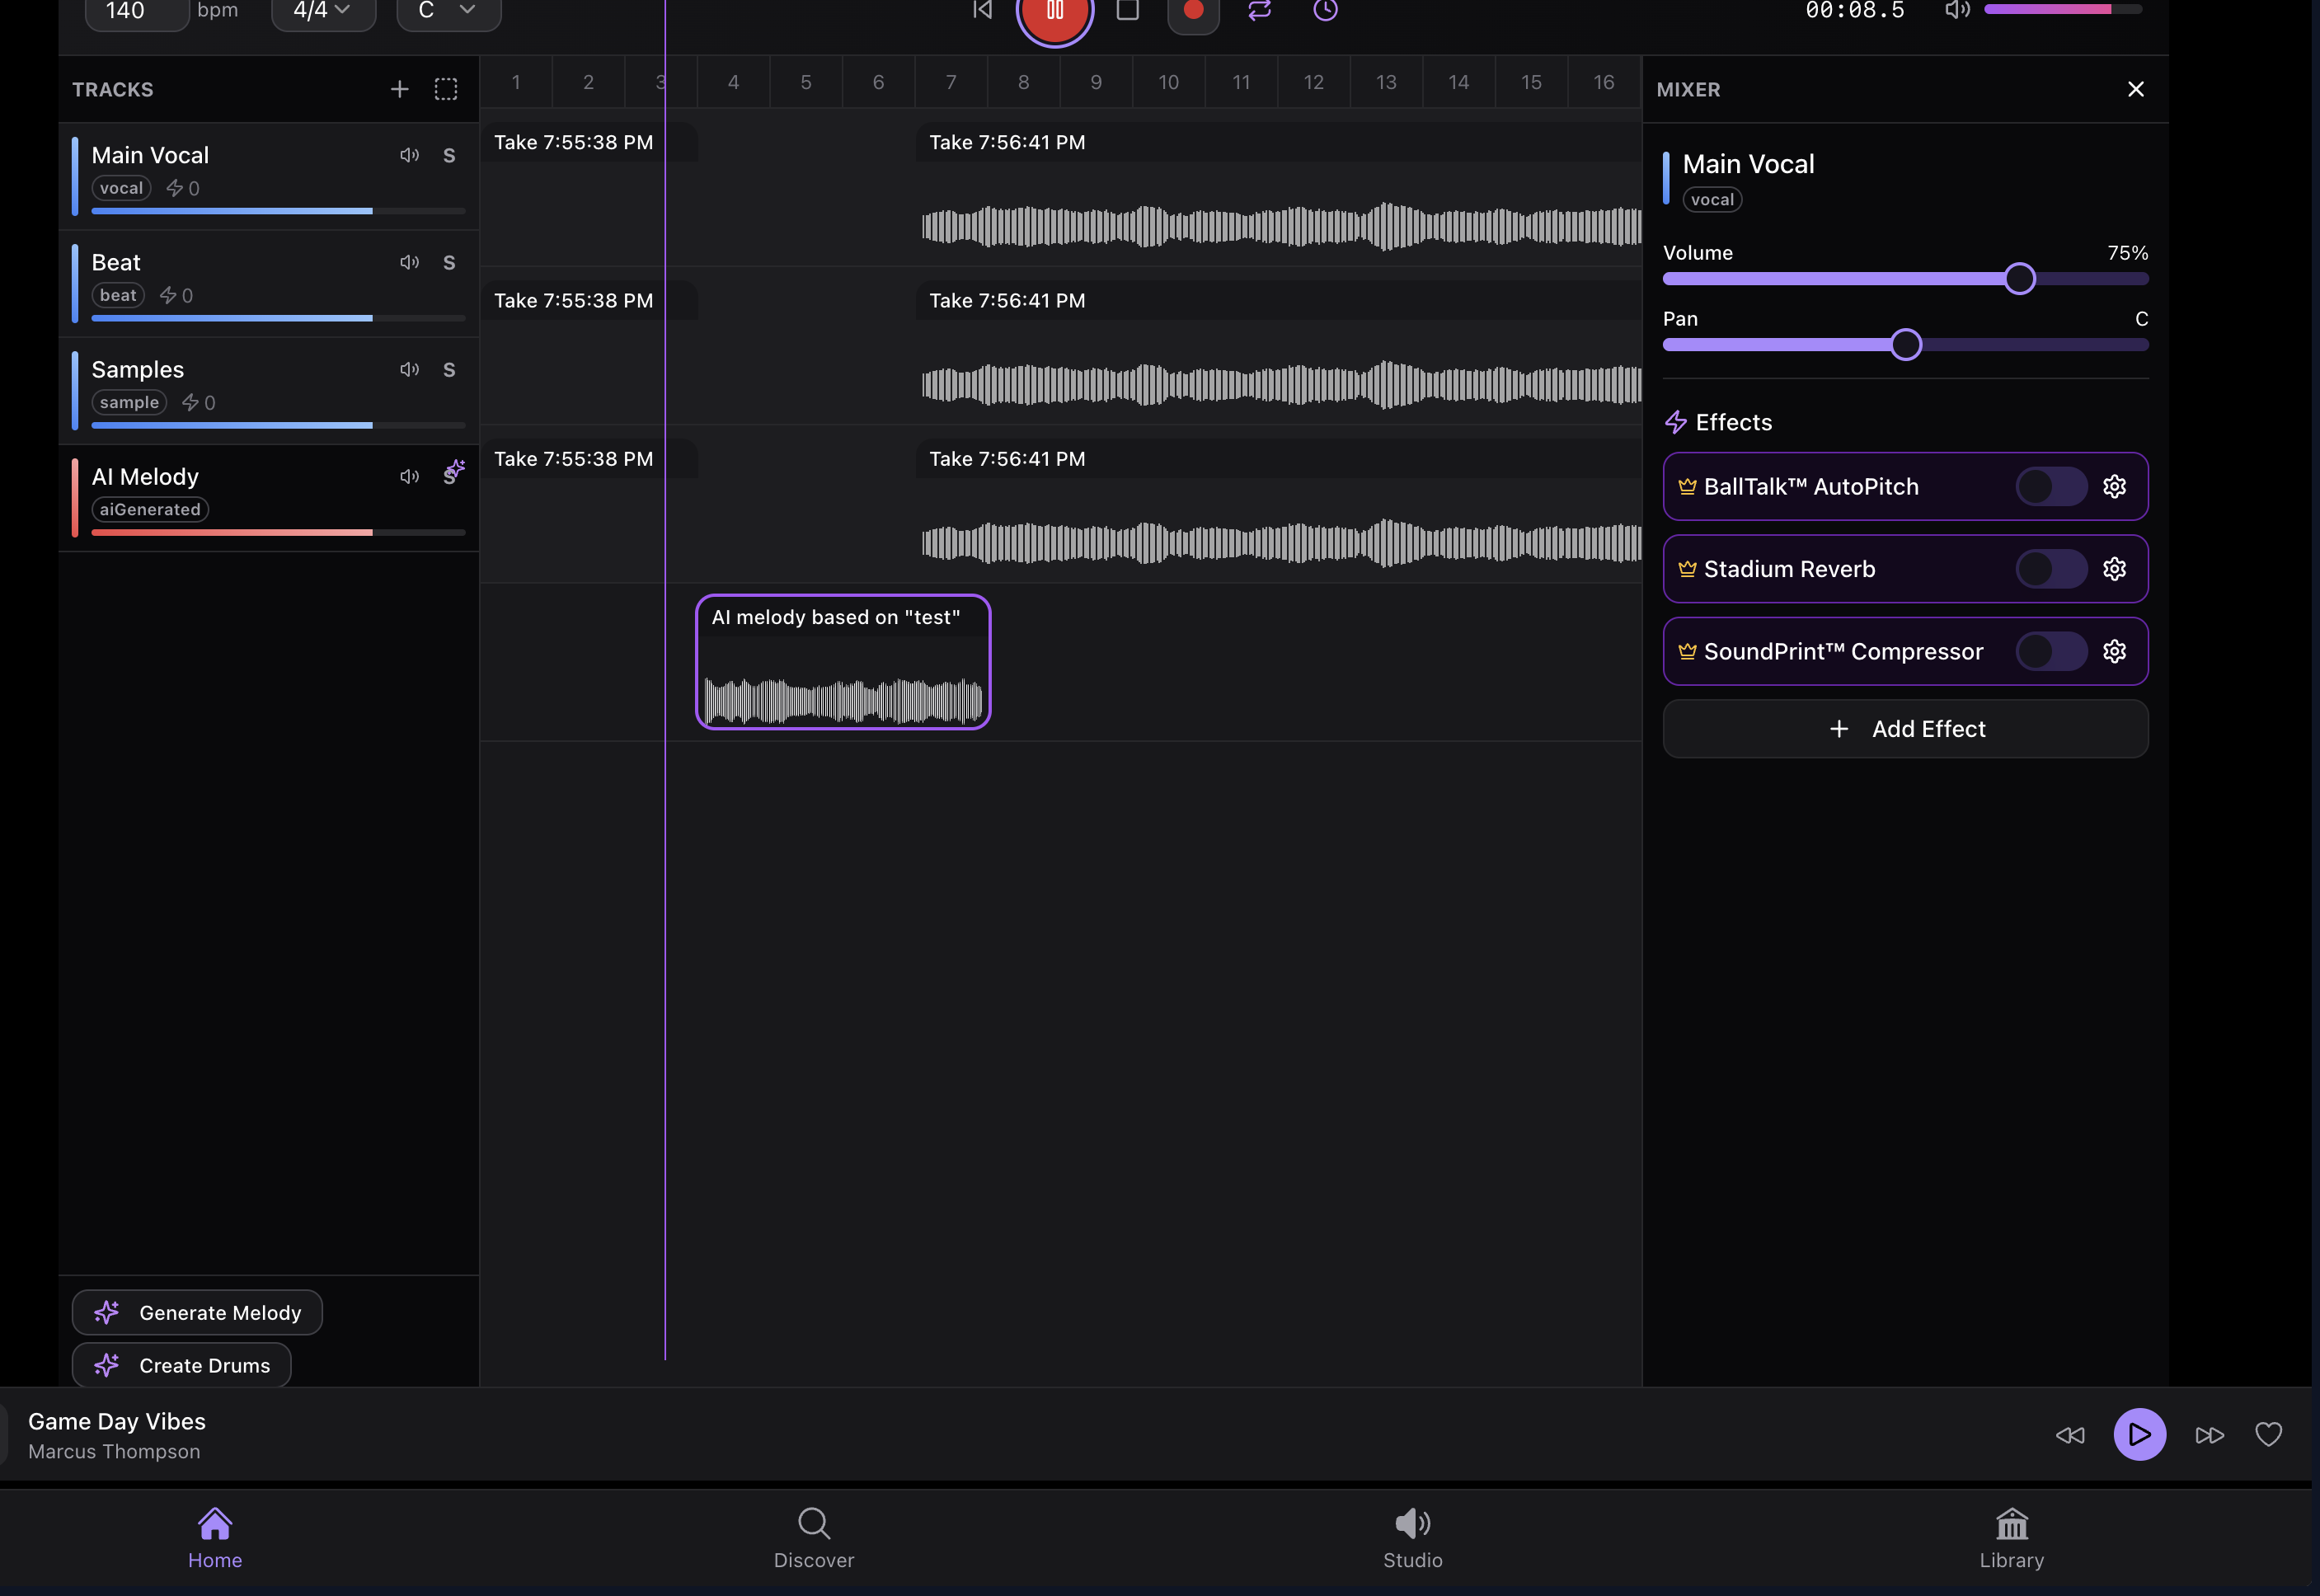 140 bpm 4/4 C 00:08.5
TRACKS
1 2 3 4 5 6 7 8 9 10 11 12 13 14 15 16
MIXER
Main Vocal S
vocal 0
Beat S
beat 0
Samples S
sample 0
AI Melody S
aiGenerated
Take 7:55:38 PM Take 7:56:41 PM
Take 7:55:38 PM Take 7:56:41 PM
Take 7:55:38 PM Take 7:56:41 PM
AI melody based on "test"
Main Vocal
vocal
Volume 75%
Pan C
Effects
BallTalk™ AutoPitch
Stadium Reverb
SoundPrint™ Compressor
Add Effect
Generate Melody
Create Drums
Game Day Vibes
Marcus Thompson
Home Discover Studio Library